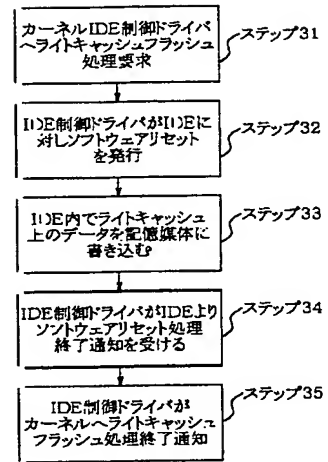 カーネルIDE制御ドライバ
へライトキャッシュフラッシュ
処理要求
ステップ31
IDE制御ドライバがIDEに
対しソフトウェアリセット
を発行
ステップ32
IDE内でライトキャッシュ
上のデータを記憶媒体に
書き込む
ステップ33
IDE制御ドライバがIDEより
ソントウェアリセット処理
終了通知を受ける
ステップ34
IDE制御ドライバが
カーネルへライトキャッシュ
フラッシュ処理終了通知
ステップ35